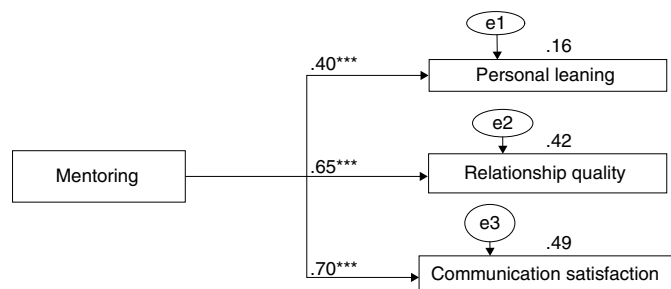 e1
.16
.40***
Personal leaning
e2
.42
Mentoring
.65***
Relationship quality
e3
.49
.70***
Communication satisfaction